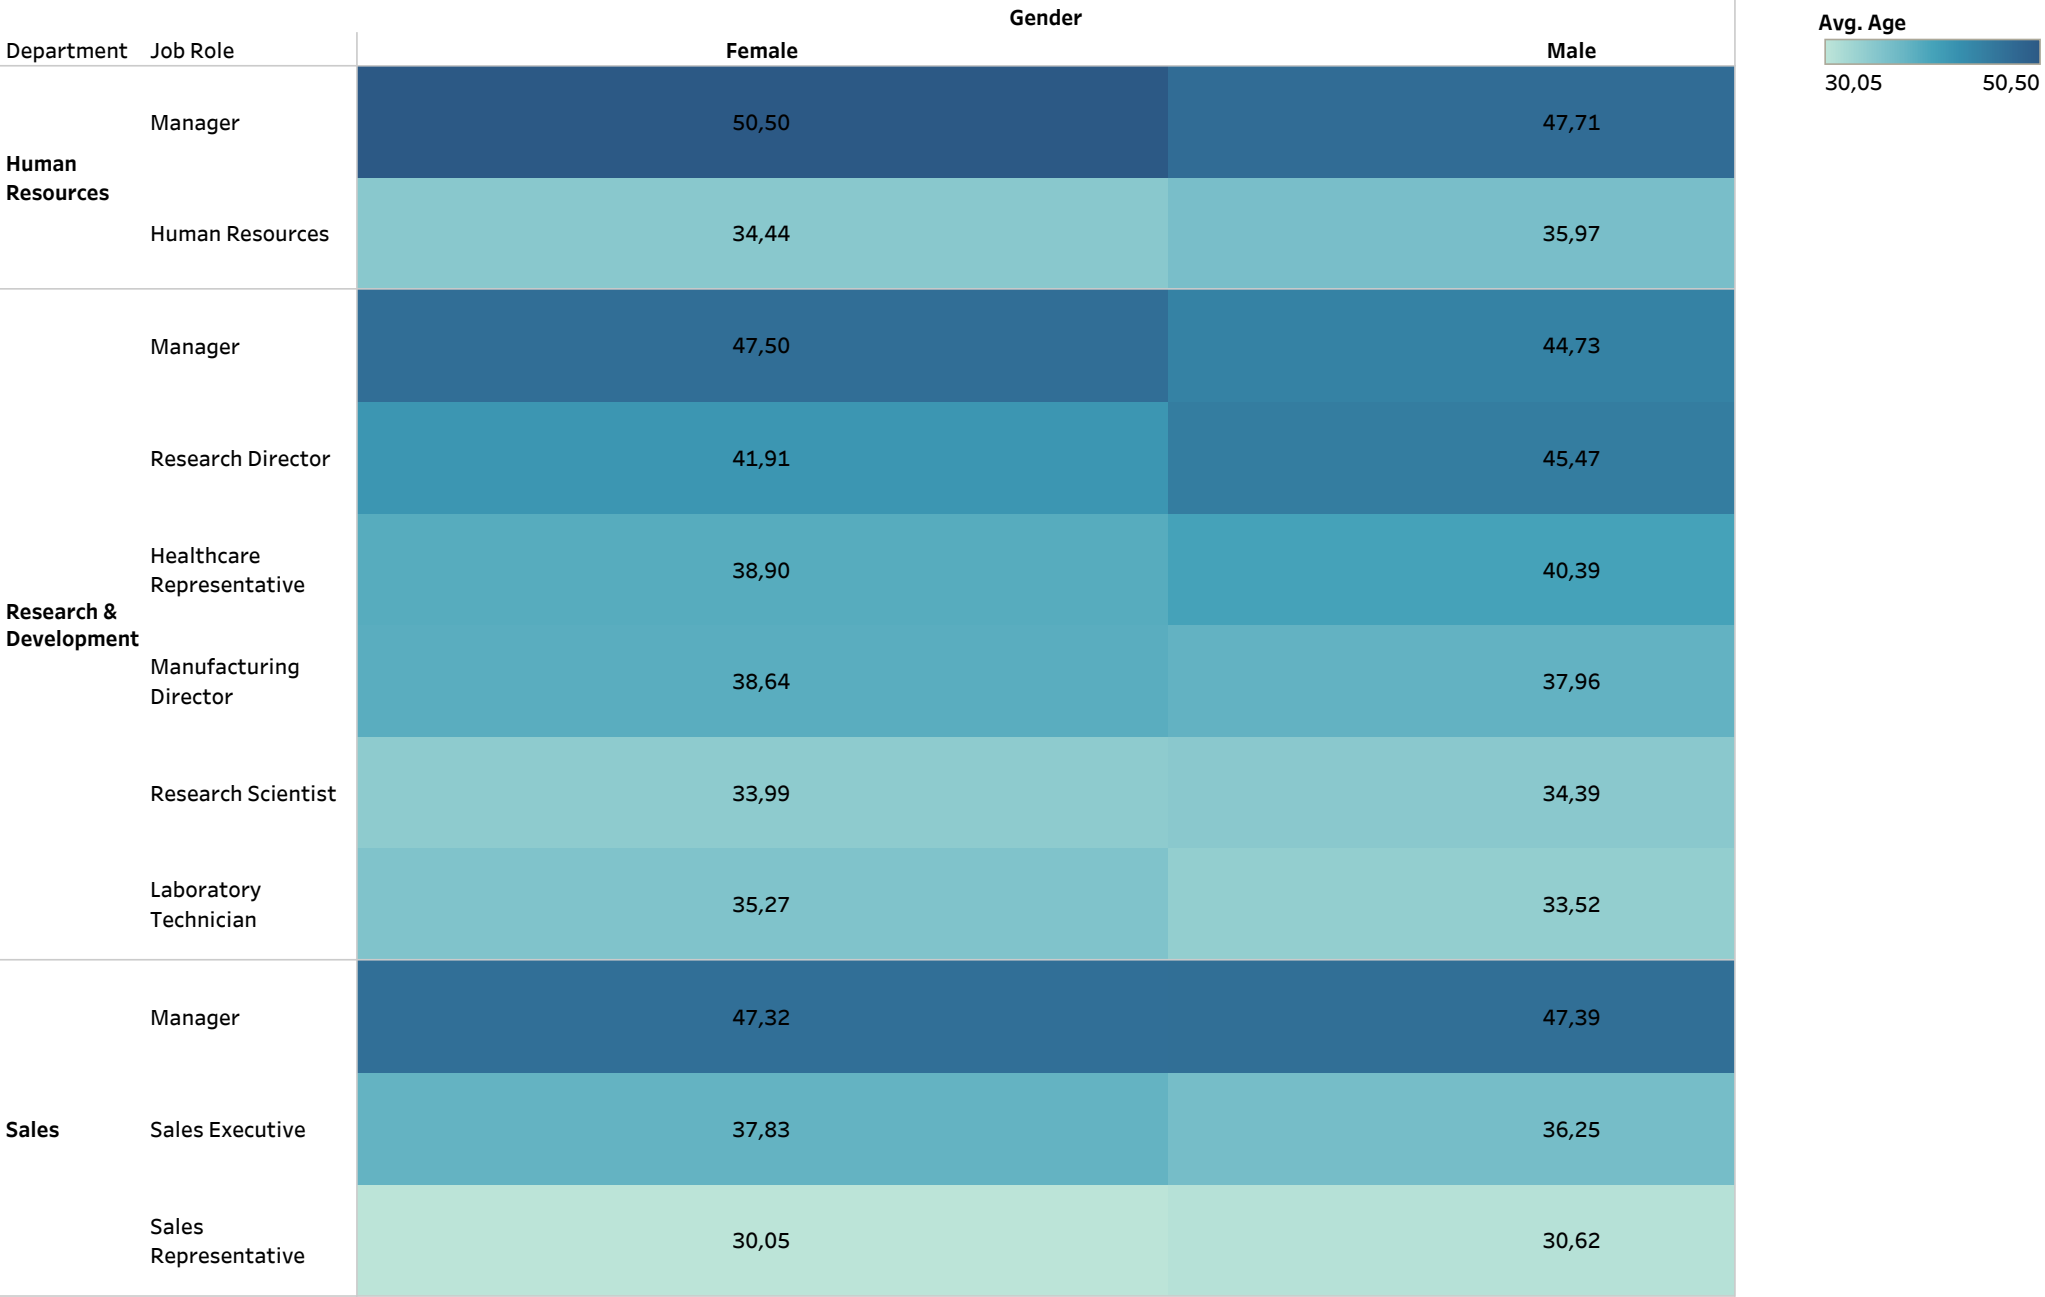 Gender
Department Job Role Female Male
Human
Resources
Manager 50,50 47,71
Human Resources 34,44 35,97
Research &
Development
Manager 47,50 44,73
Research Director 41,91 45,47
Healthcare
Representative 38,90 40,39
Manufacturing
Director 38,64 37,96
Research Scientist 33,99 34,39
Laboratory
Technician 35,27 33,52
Sales
Manager 47,32 47,39
Sales Executive 37,83 36,25
Sales
Representative 30,05 30,62
Avg. Age
30,05 50,50